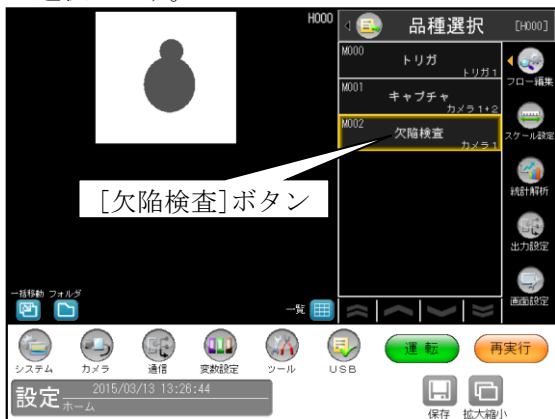 H000
品種選択
[H000]
M000
トリガ
トリガ1
フロー編集
M001
キャプチャ
カメラ1+2
M002
欠陥検査
カメラ1
スケール設定
[欠陥検査]ボタン
統計解析
出力設定
画面設定
一括移動 フォルダ
一覧
システム
カメラ
通信
変数設定
ツール
USB
運転
再実行
設定
2015/03/13 13:26:44
ホーム
保存
拡大縮小